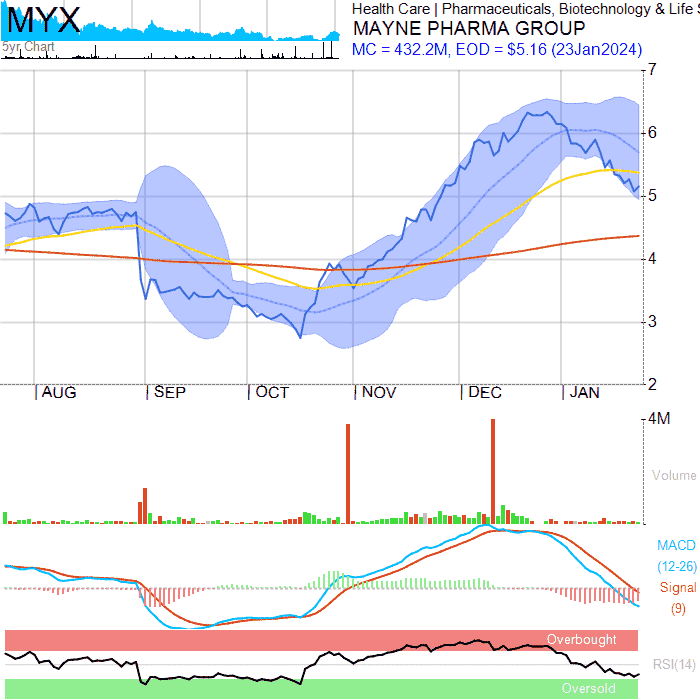 MYX
5yr Chart
Health Care | Pharmaceuticals, Biotechnology & Life S
MAYNE PHARMA GROUP
MC = 432.2M, EOD = $5.16 (23Jan2024)
7
6
5
4
3
2
AUG SEP OCT NOV DEC JAN
4M
Volume
MACD
(12-26)
Signal
(9)
Overbought
RSI(14)
Oversold